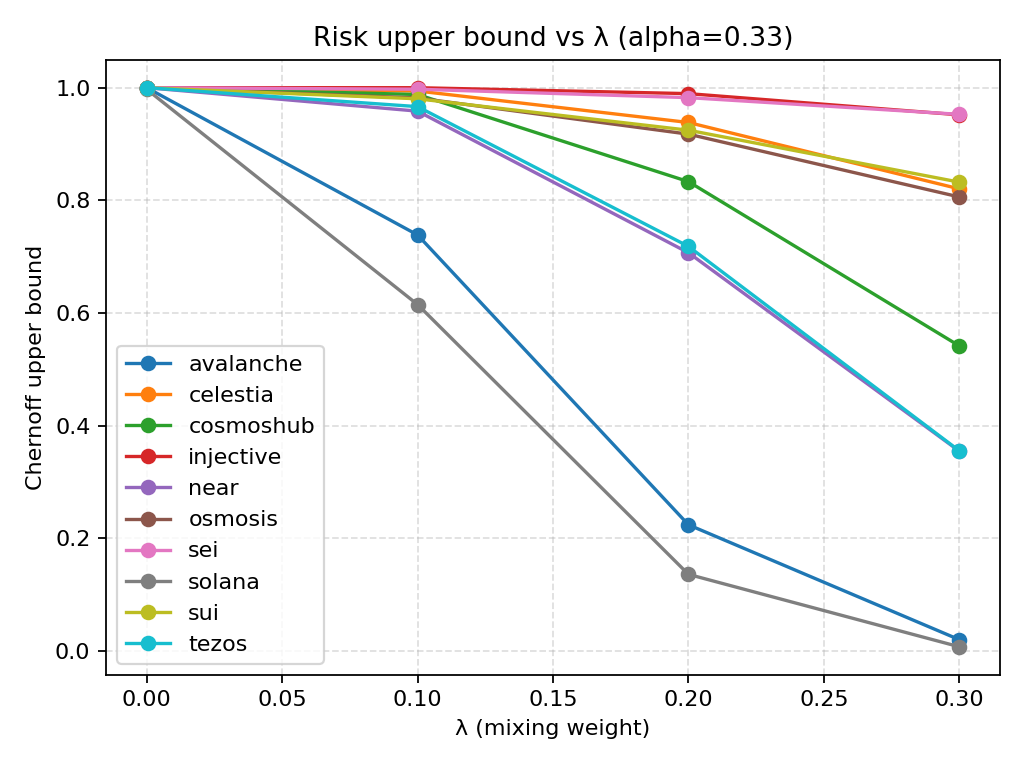 Risk upper bound vs λ (alpha=0.33)
Chernoff upper bound
1.0
0.8
0.6
0.4
0.2
0.0
avalanche
celestia
cosmoshub
injective
near
osmosis
sei
solana
sui
tezos
0.00 0.05 0.10 0.15 0.20 0.25 0.30
λ (mixing weight)